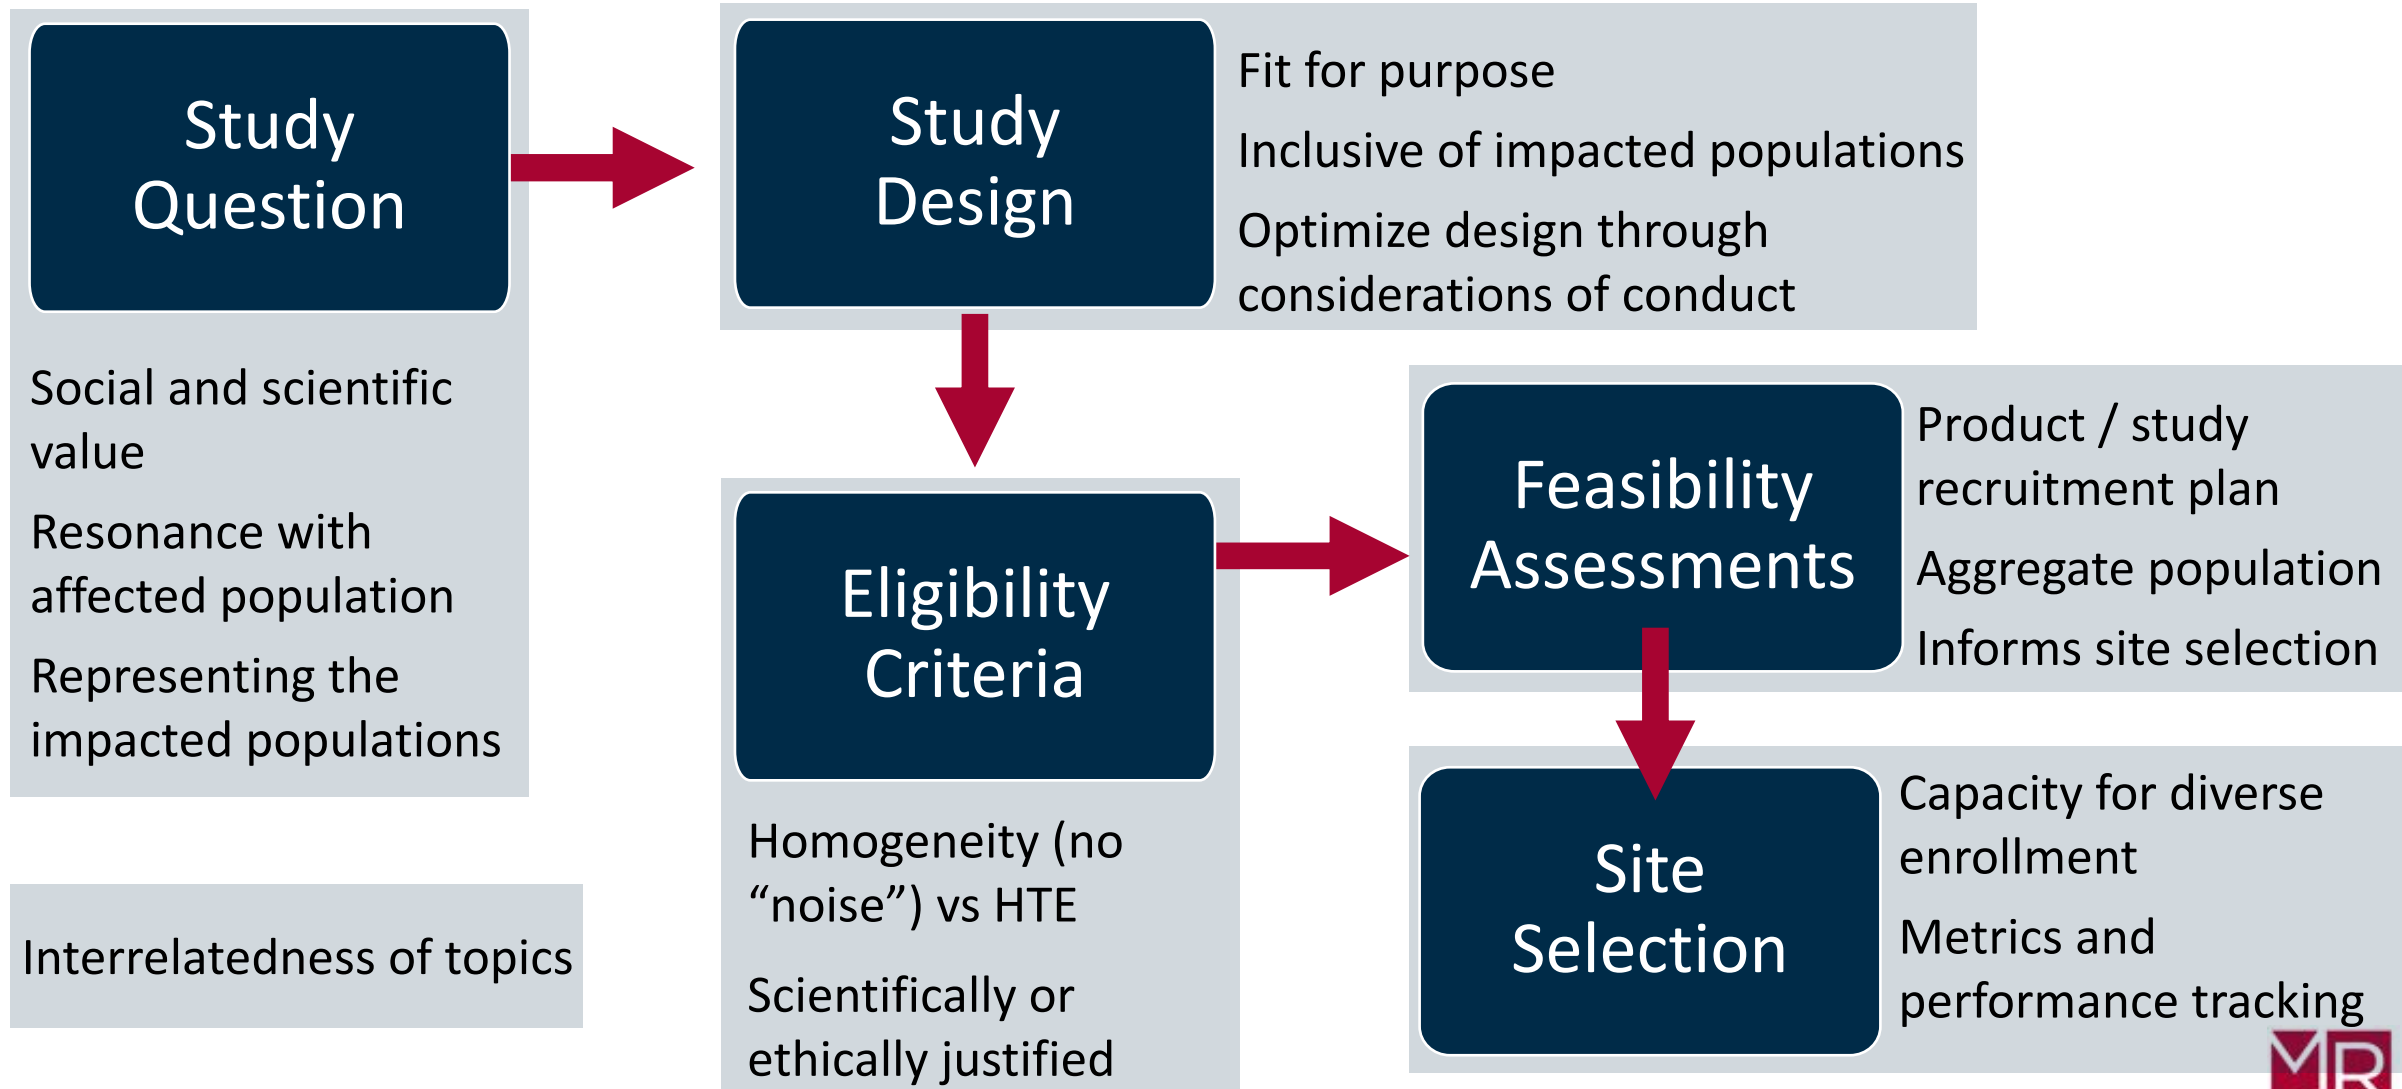 Study
Question
Social and scientific
value
Resonance with
affected population
Representing the
impacted populations
Interrelatedness of topics
Study
Design
Fit for purpose
Inclusive of impacted populations
Optimize design through
considerations of conduct
Eligibility
Criteria
Homogeneity (no
“noise”) vs HTE
Scientifically or
ethically justified
Feasibility
Assessments
Product / study
recruitment plan
Aggregate population
Informs site selection
Site
Selection
Capacity for diverse
enrollment
Metrics and
performance tracking
MR